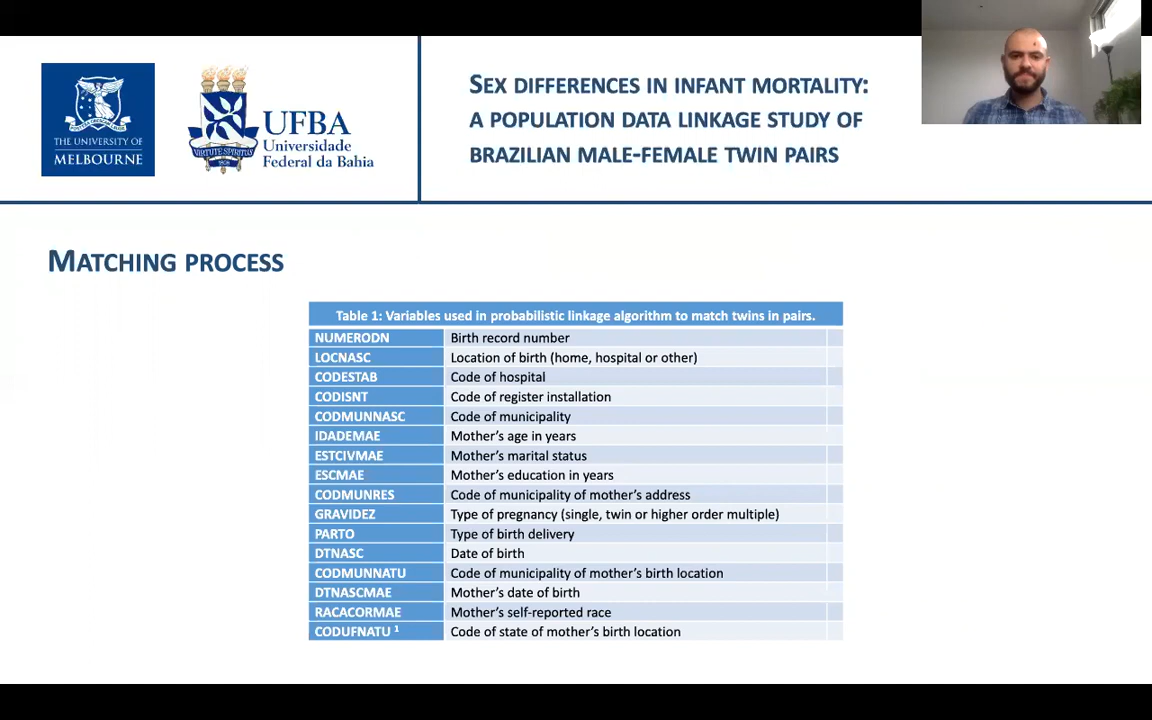 THE UNIVERSITY OF
MELBOURNE
VIRTUTE SPIRITUS
UFBA
Universidade
Federal da Bahia
SEX DIFFERENCES IN INFANT MORTALITY:
A POPULATION DATA LINKAGE STUDY OF
BRAZILIAN MALE-FEMALE TWIN PAIRS
MATCHING PROCESS
Table 1: Variables used in probabilistic linkage algorithm to match twins in pairs.
NUMERODN Birth record number
LOCNASC Location of birth (home, hospital or other)
CODESTAB Code of hospital
CODISNT Code of register installation
CODMUNNASC Code of municipality
IDADEMAE Mother's age in years
ESTCIVMAE Mother's marital status
ESCMAE Mother's education in years
CODMUNRES Code of municipality of mother's address
GRAVIDEZ Type of pregnancy (single, twin or higher order multiple)
PARTO Type of birth delivery
DTNASC Date of birth
CODMUNNATU Code of municipality of mother's birth location
DTNASCMAE Mother's date of birth
RACACORMAE Mother's self-reported race
CODUFNATU 1 Code of state of mother's birth location